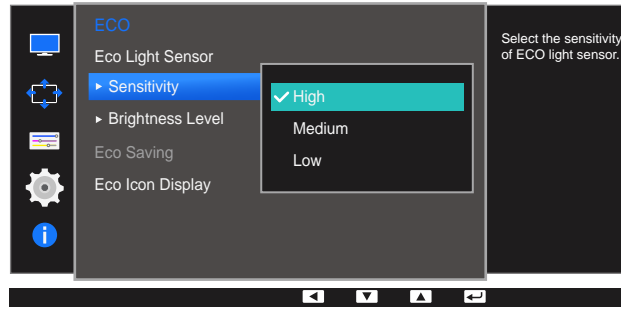 ECO
Eco Light Sensor
Sensitivity
Brightness Level
Eco Saving
Eco Icon Display
High
Medium
Low
Select the sensitivity
of ECO light sensor.